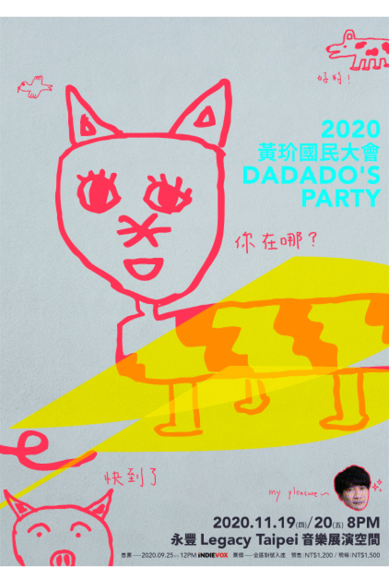 好的!
2020
黃玠國民大會
DADADO'S
PARTY
你在哪?
快到了
my pleasure~
2020.11.19(四)/20(五) 8PM
永豐 Legacy Taipei 音樂展演空間
售票 — 2020.09.25(五), 12PM iNDIEVOX 票價 — 全區對號入座 預售:NT$1,200 / 現場:NT$1,500